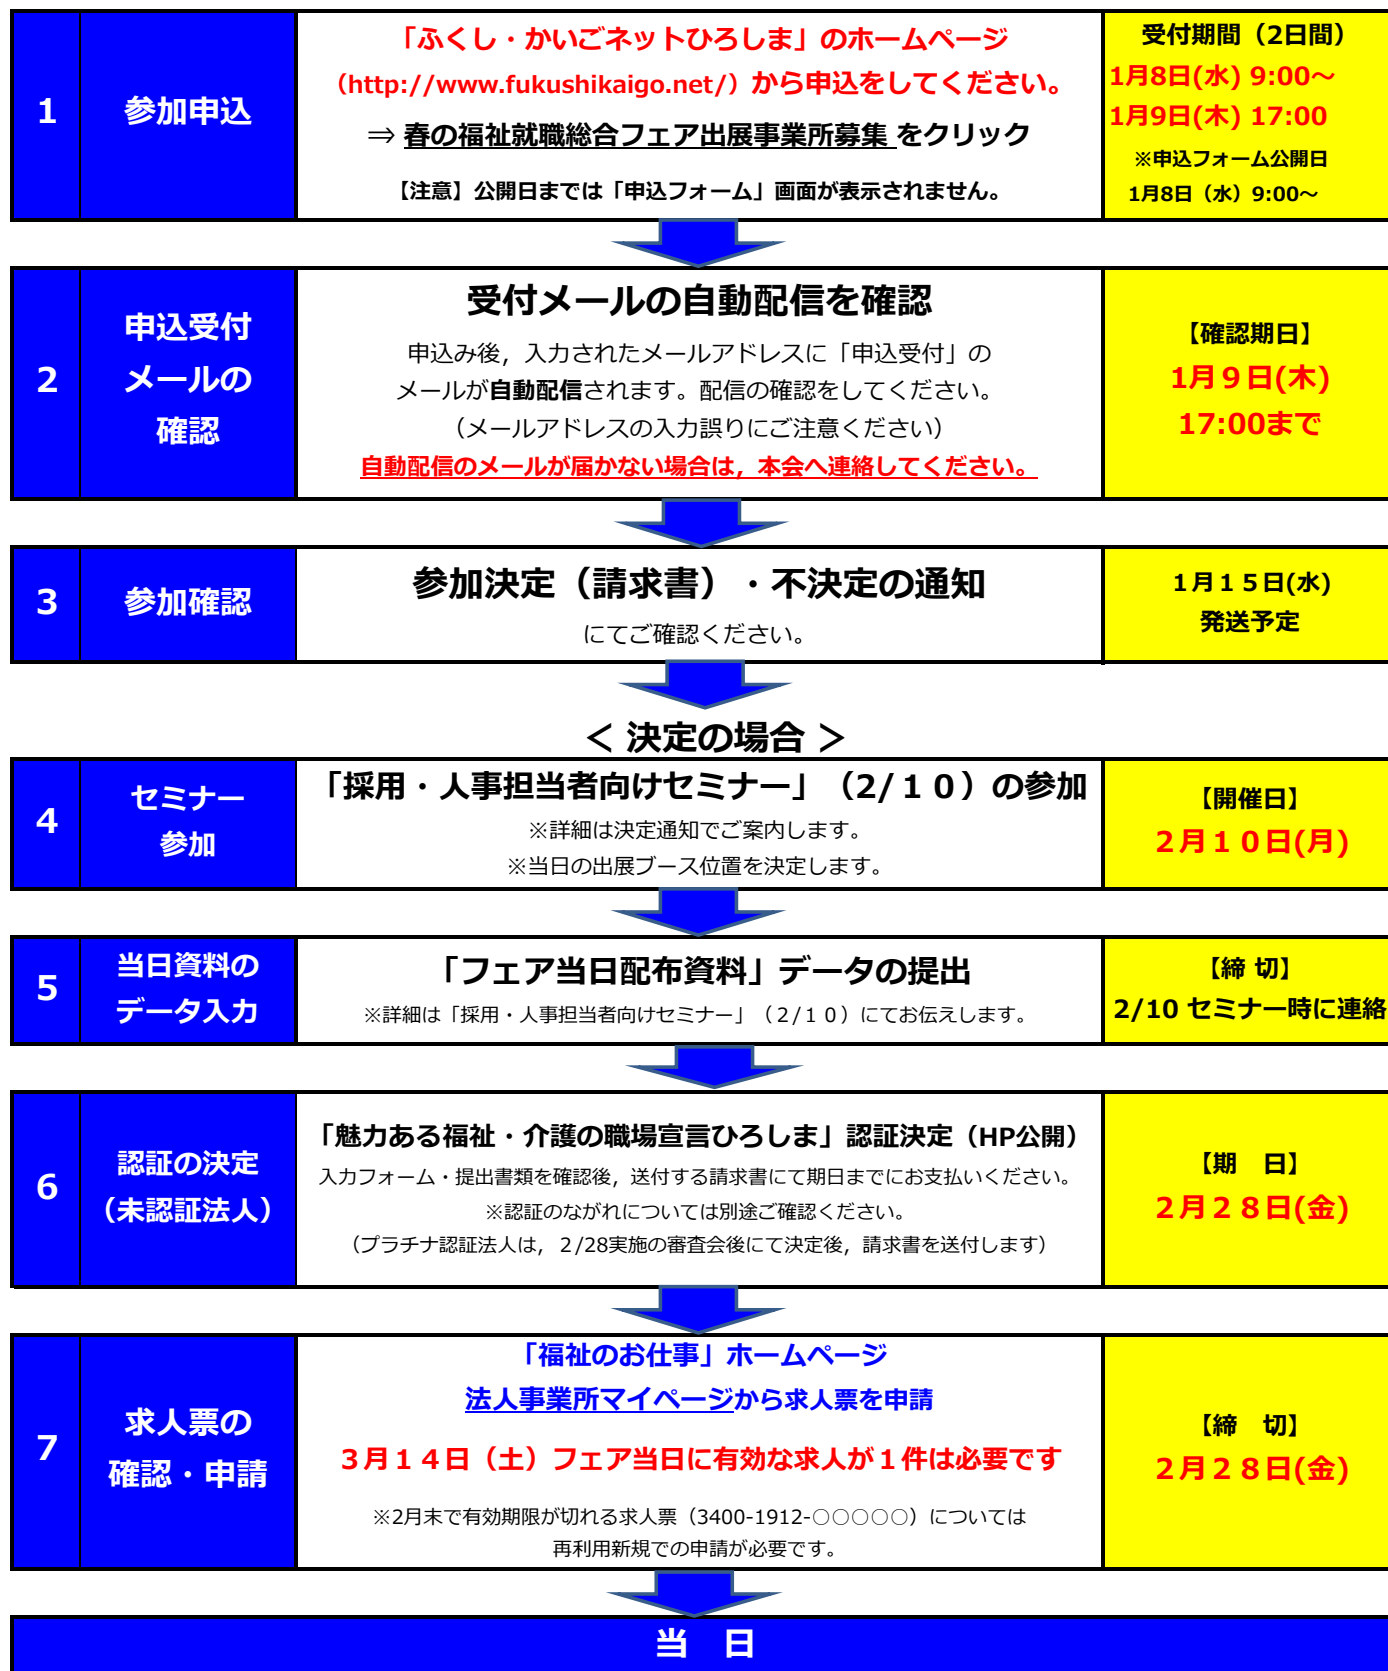 1
参加申込
「ふくし・かいごネットひろしま」のホームページ
（http://www.fukushikaigo.net/）から申込をしてください。
⇒ 春の福祉就職総合フェア出展事業所募集 をクリック
【注意】公開日までは「申込フォーム」画面が表示されません。
受付期間（2日間）
1月8日(水) 9:00～
1月9日(木) 17:00
※申込フォーム公開日
1月8日（水）9:00～
2
申込受付
メールの
確認
受付メールの自動配信を確認
申込み後，入力されたメールアドレスに「申込受付」の
メールが自動配信されます。配信の確認をしてください。
（メールアドレスの入力誤りにご注意ください）
自動配信のメールが届かない場合は，本会へ連絡してください。
【確認期日】
1月９日(木)
17:00まで
3
参加確認
参加決定（請求書）・不決定の通知
にてご確認ください。
１月１５日(水)
発送予定
＜ 決定の場合 ＞
4
セミナー
参加
「採用・人事担当者向けセミナー」（2/１０）の参加
※詳細は決定通知でご案内します。
※当日の出展ブース位置を決定します。
【開催日】
２月１０日(月)
5
当日資料の
データ入力
「フェア当日配布資料」データの提出
※詳細は「採用・人事担当者向けセミナー」（２/１０）にてお伝えします。
【締 切】
2/10 セミナー時に連絡
6
認証の決定
（未認証法人）
「魅力ある福祉・介護の職場宣言ひろしま」認証決定（HP公開）
入力フォーム・提出書類を確認後，送付する請求書にて期日までにお支払いください。
※認証のながれについては別途ご確認ください。
（プラチナ認証法人は，２/28実施の審査会後にて決定後，請求書を送付します）
【期　日】
２月２８日(金)
7
求人票の
確認・申請
「福祉のお仕事」ホームページ
法人事業所マイページから求人票を申請
３月１４日（土）フェア当日に有効な求人が１件は必要です
※2月末で有効期限が切れる求人票（3400-1912-○○○○○）については
再利用新規での申請が必要です。
【締　切】
２月２８日(金)
当　日